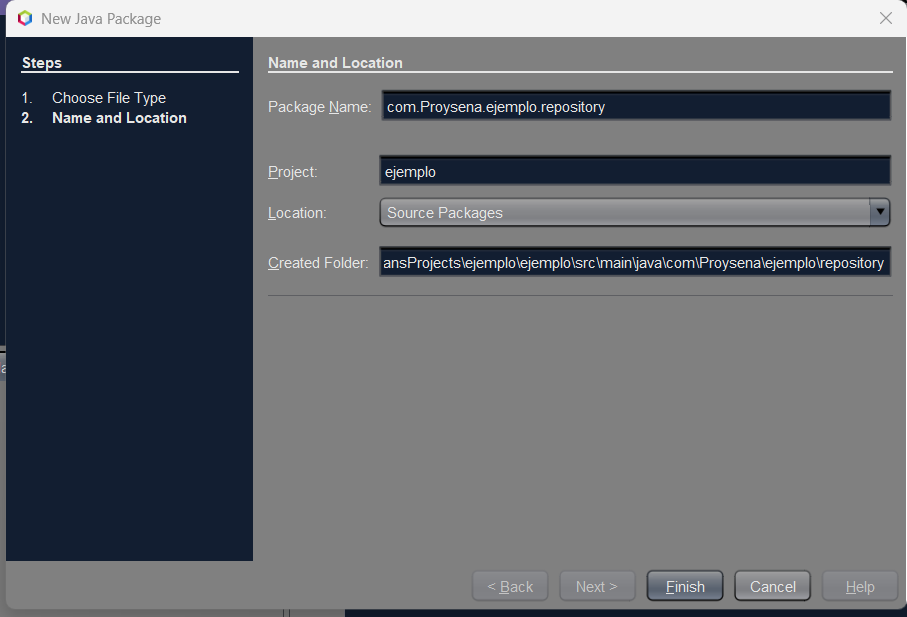 New Java Package
Steps
1. Choose File Type
2. Name and Location
Name and Location
Package Name: com.Proysena.ejemplo.repository
Project: ejemplo
Location: Source Packages
Created Folder: ansProjects\ejemplo\ejemplo\src\main\java\com\Proysena\ejemplo\repository
< Back Next > Finish Cancel Help